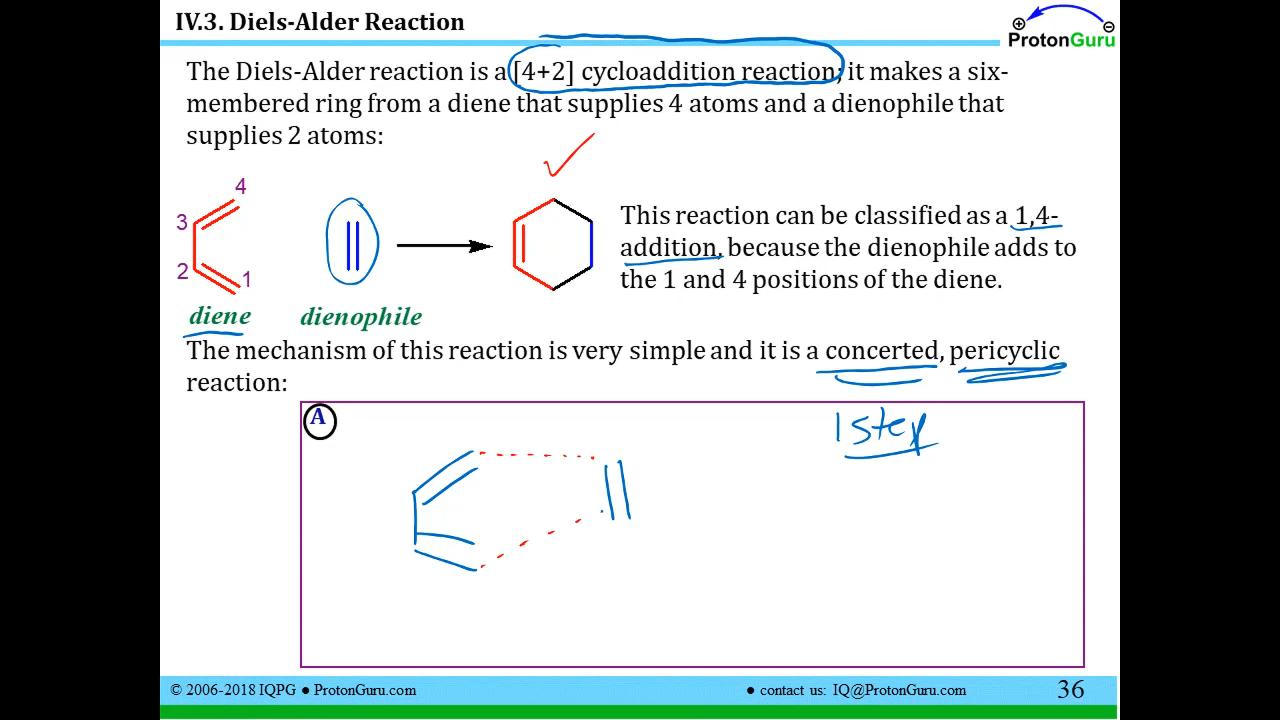 IV.3. Diels-Alder Reaction
⊕ ⊖
ProtonGuru
The Diels-Alder reaction is a [4+2] cycloaddition reaction; it makes a six-
membered ring from a diene that supplies 4 atoms and a dienophile that
supplies 2 atoms:
4
3
2 1
diene dienophile
This reaction can be classified as a 1,4-
addition, because the dienophile adds to
the 1 and 4 positions of the diene.
The mechanism of this reaction is very simple and it is a concerted, pericyclic
reaction:
A
1 step
© 2006-2018 IQPG ● ProtonGuru.com ● contact us: IQ@ProtonGuru.com 36